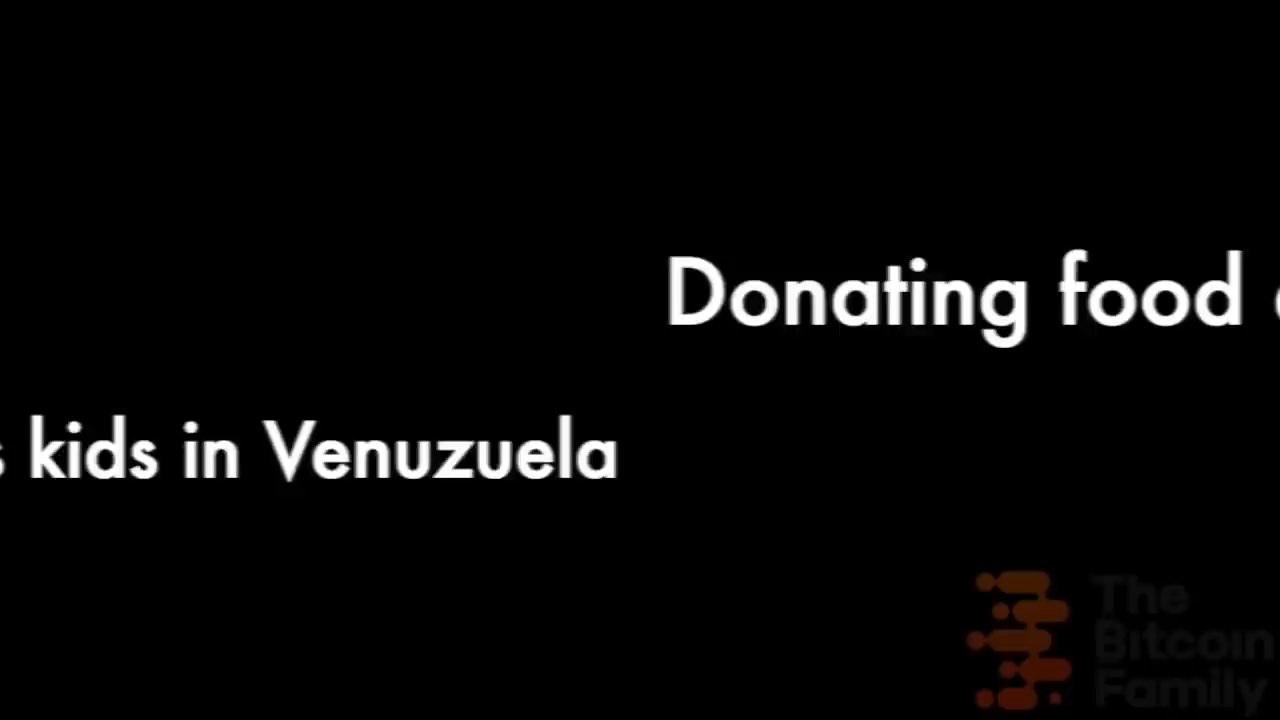 Donating food
kids in Venuzuela
The
Bitcoin
Family